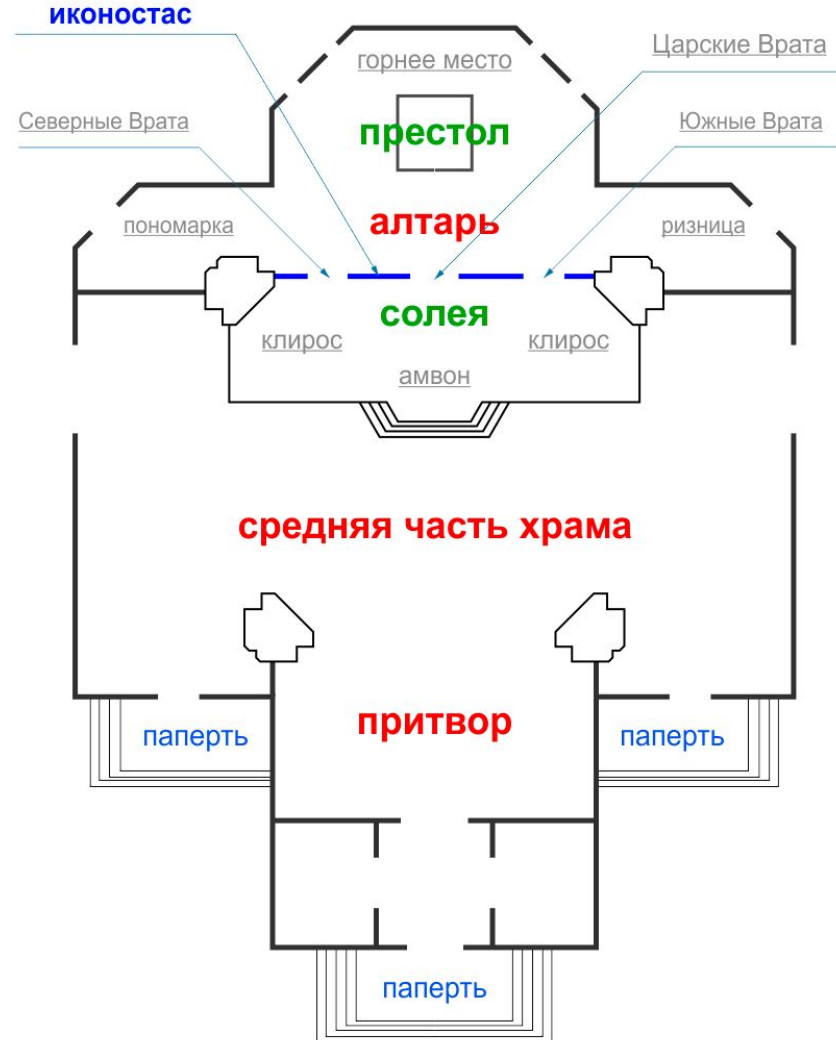 иконостас
Царские Врата
горнее место
Северные Врата
престол
Южные Врата
пономарка
алтарь
ризница
солея
клирос
клирос
амвон
средняя часть храма
притвор
паперть
паперть
паперть